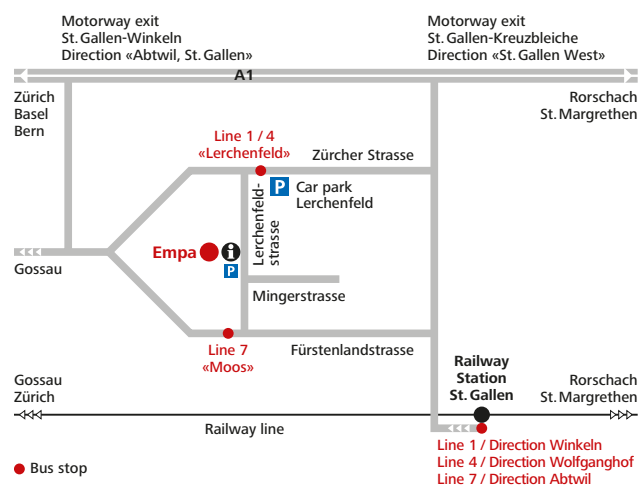 Motorway exit
St. Gallen-Winkeln
Direction «Abtwil, St. Gallen»
Motorway exit
St. Gallen-Kreuzbleiche
Direction «St. Gallen West»
A1
Zürich
Basel
Bern
Rorschach
St. Margrethen
Line 1 / 4
«Lerchenfeld»
Zürcher Strasse
P
Car park
Lerchenfeld
Lerchenfeld-
strasse
Empa
i
P
Gossau
Mingerstrasse
Line 7
«Moos»
Fürstenlandstrasse
Railway
Station
St. Gallen
Gossau
Zürich
Rorschach
St. Margrethen
Railway line
Line 1 / Direction Winkeln
Line 4 / Direction Wolfganghof
Line 7 / Direction Abtwil
Bus stop